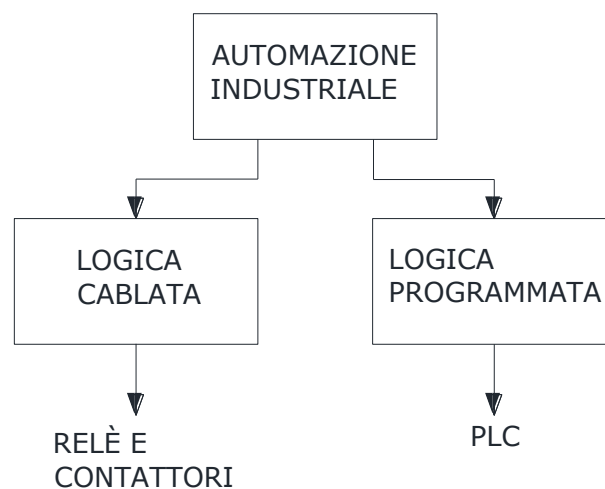 AUTOMAZIONE
INDUSTRIALE
LOGICA
CABLATA
LOGICA
PROGRAMMATA
RELÈ E
CONTATTORI
PLC